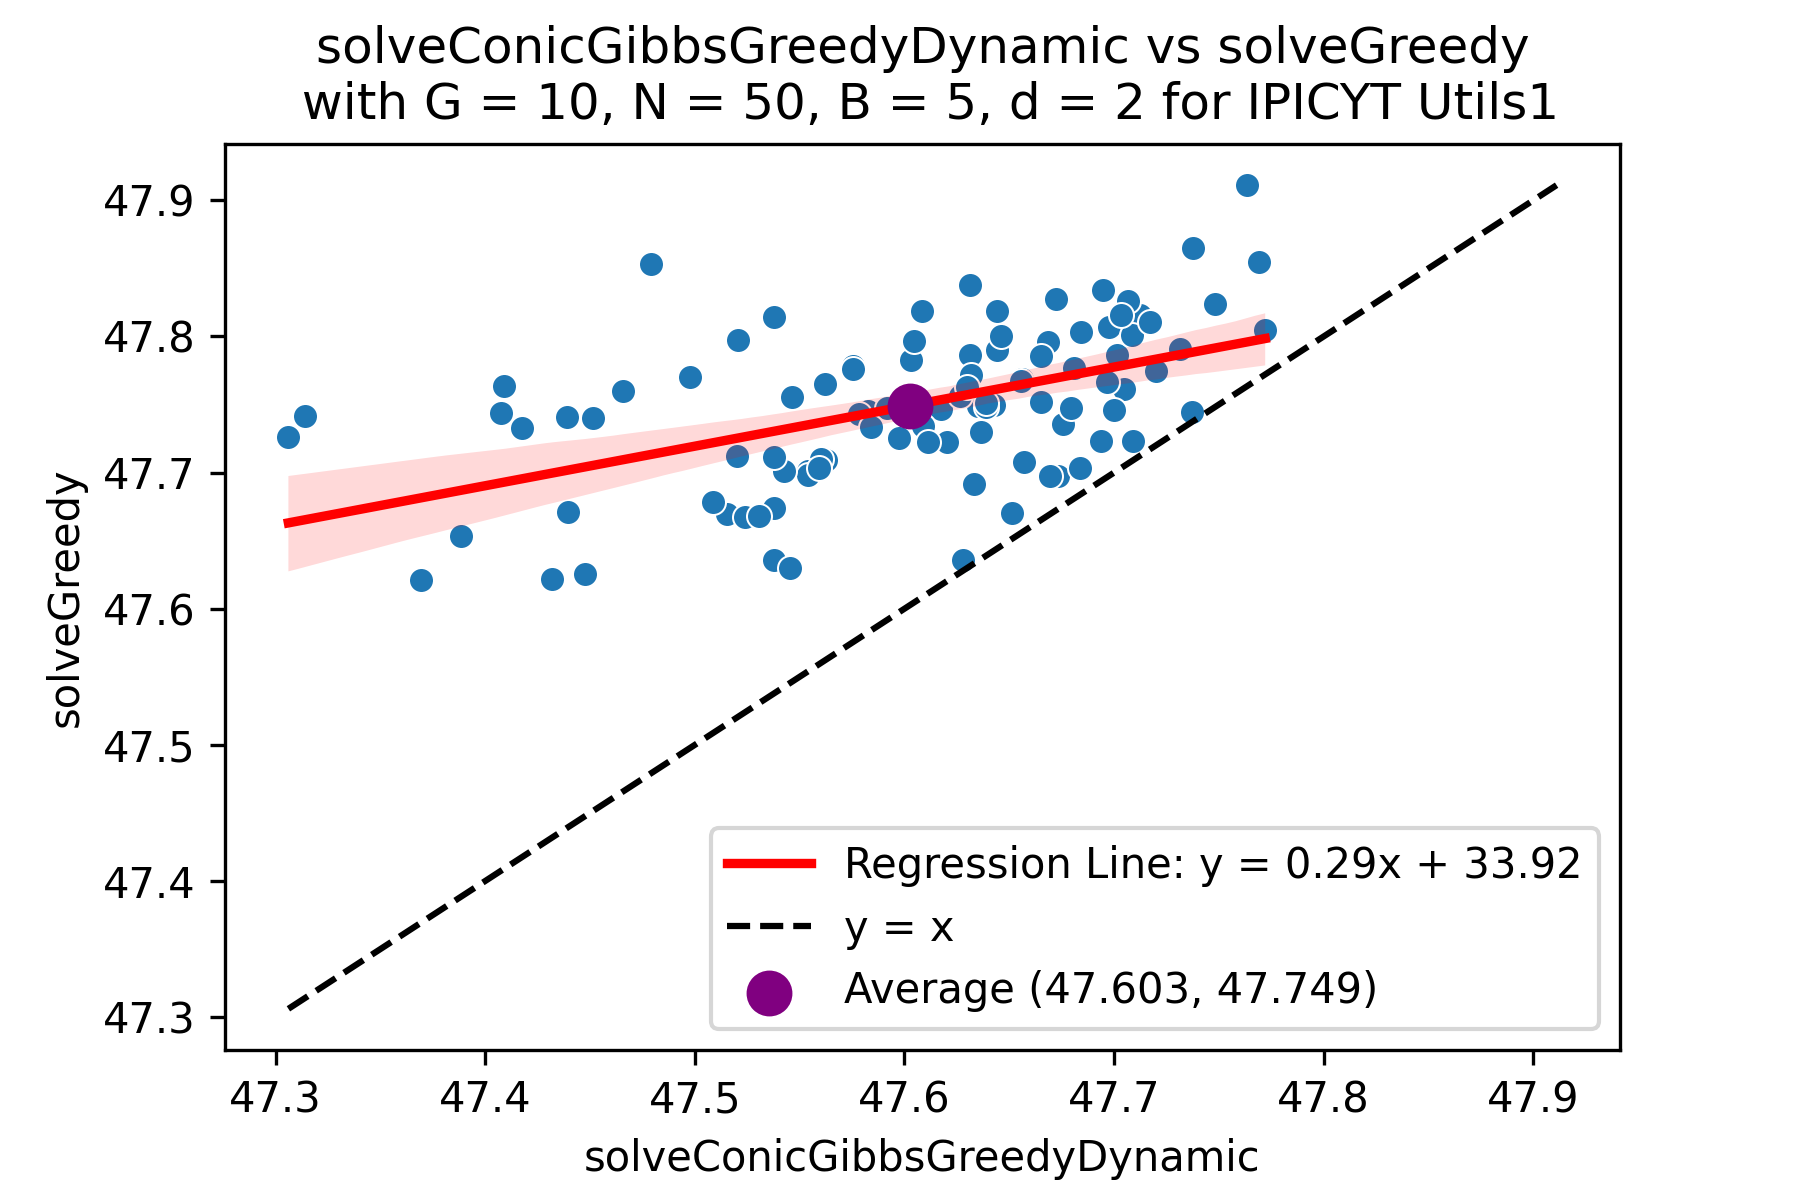 solveConicGibbsGreedyDynamic vs solveGreedy
with G = 10, N = 50, B = 5, d = 2 for IPICYT Utils1
47.9
47.8
47.7
47.6
47.5
47.4
47.3
solveGreedy
Regression Line: y = 0.29x + 33.92
y = x
Average (47.603, 47.749)
47.3 47.4 47.5 47.6 47.7 47.8 47.9
solveConicGibbsGreedyDynamic